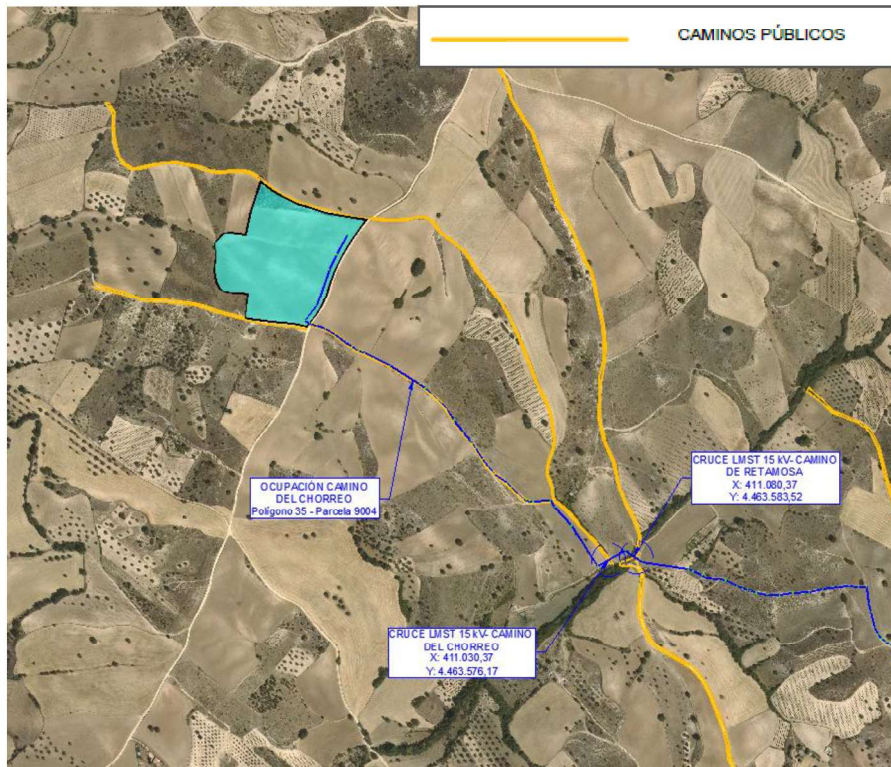 CAMINOS PÚBLICOS
CRUCE LMST 15 kV- CAMINO
DE RETAMOSA
X: 411.080,37
Y: 4.463.583,52
OCUPACIÓN CAMINO
DEL CHORREO
Polígono 35 - Parcela 9004
CRUCE LMST 15 kV- CAMINO
DEL CHORREO
X: 411.030,37
Y: 4.463.576,17